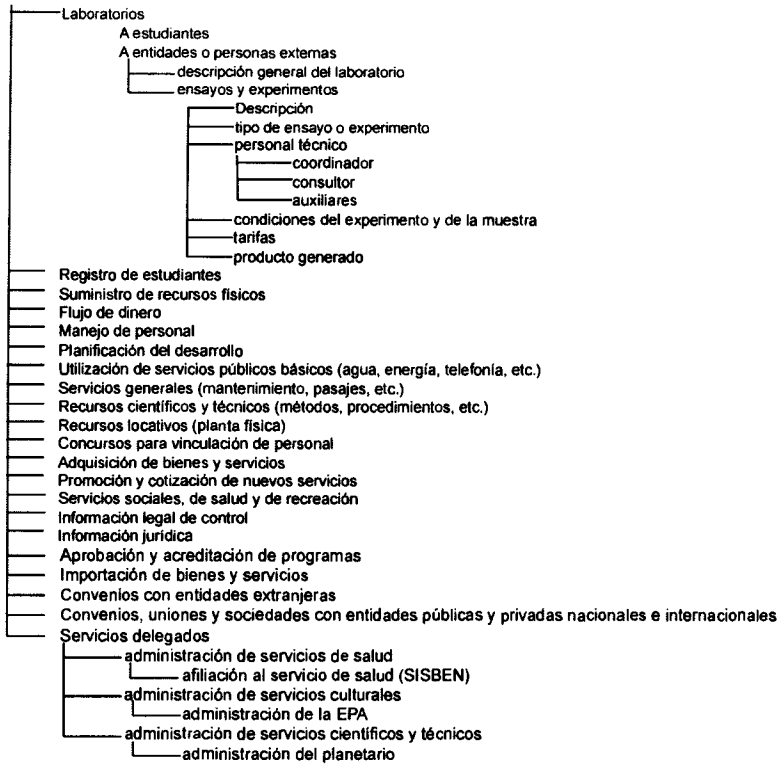 Laboratorios
A estudiantes
A entidades o personas externas
descripción general del laboratorio
ensayos y experimentos
Descripción
tipo de ensayo o experimento
personal técnico
coordinador
consultor
auxiliares
condiciones del experimento y de la muestra
tarifas
producto generado
Registro de estudiantes
Suministro de recursos físicos
Flujo de dinero
Manejo de personal
Planificación del desarrollo
Utilización de servicios públicos básicos (agua, energía, telefonía, etc.)
Servicios generales (mantenimiento, pasajes, etc.)
Recursos científicos y técnicos (métodos, procedimientos, etc.)
Recursos locativos (planta física)
Concursos para vinculación de personal
Adquisición de bienes y servicios
Promoción y cotización de nuevos servicios
Servicios sociales, de salud y de recreación
Información legal de control
Información jurídica
Aprobación y acreditación de programas
Importación de bienes y servicios
Convenios con entidades extranjeras
Convenios, uniones y sociedades con entidades públicas y privadas nacionales e internacionales
Servicios delegados
administración de servicios de salud
afiliación al servicio de salud (SISBEN)
administración de servicios culturales
administración de la EPA
administración de servicios científicos y técnicos
administración del planetario